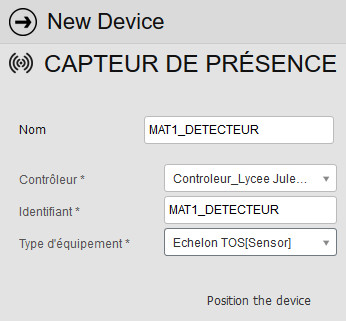 New Device
CAPTEUR DE PRÉSENCE
Nom MAT1_DETECTEUR
Contrôleur * Controleur_Lycee Jule...
Identifiant * MAT1_DETECTEUR
Type d'équipement * Echelon TOS[Sensor]
Position the device